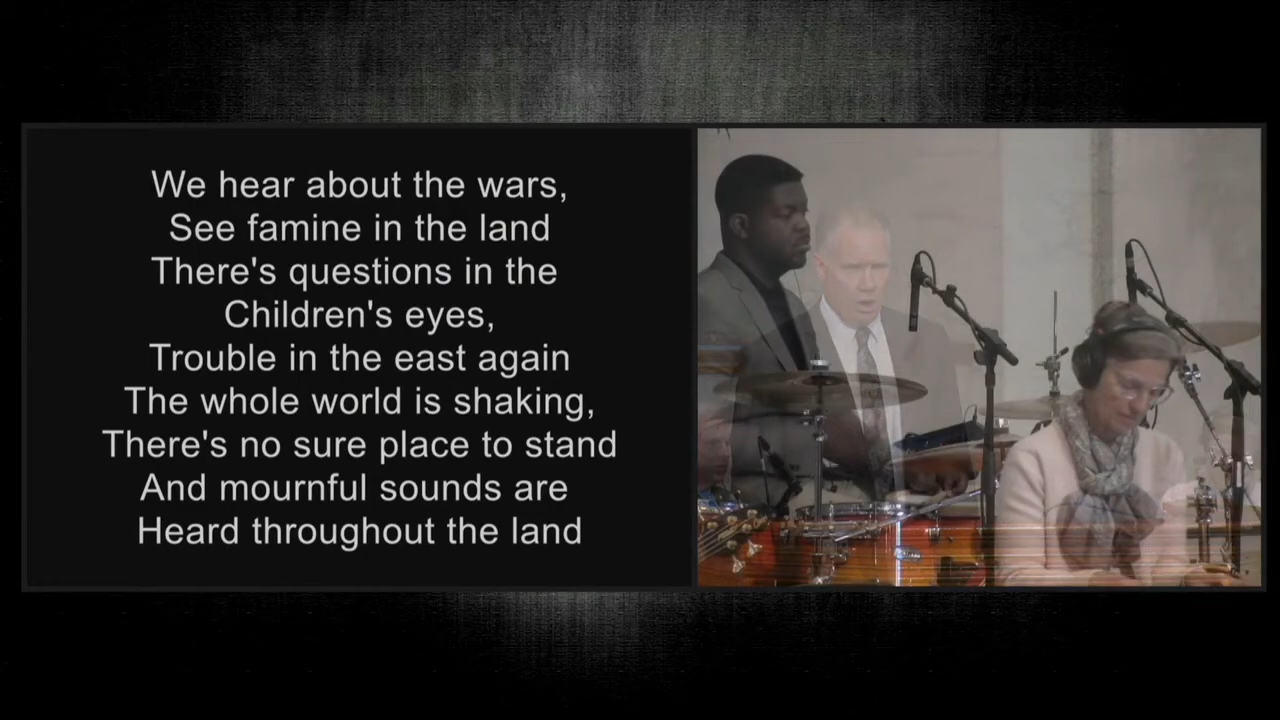 We hear about the wars,
See famine in the land
There's questions in the
Children's eyes,
Trouble in the east again
The whole world is shaking,
There's no sure place to stand
And mournful sounds are
Heard throughout the land